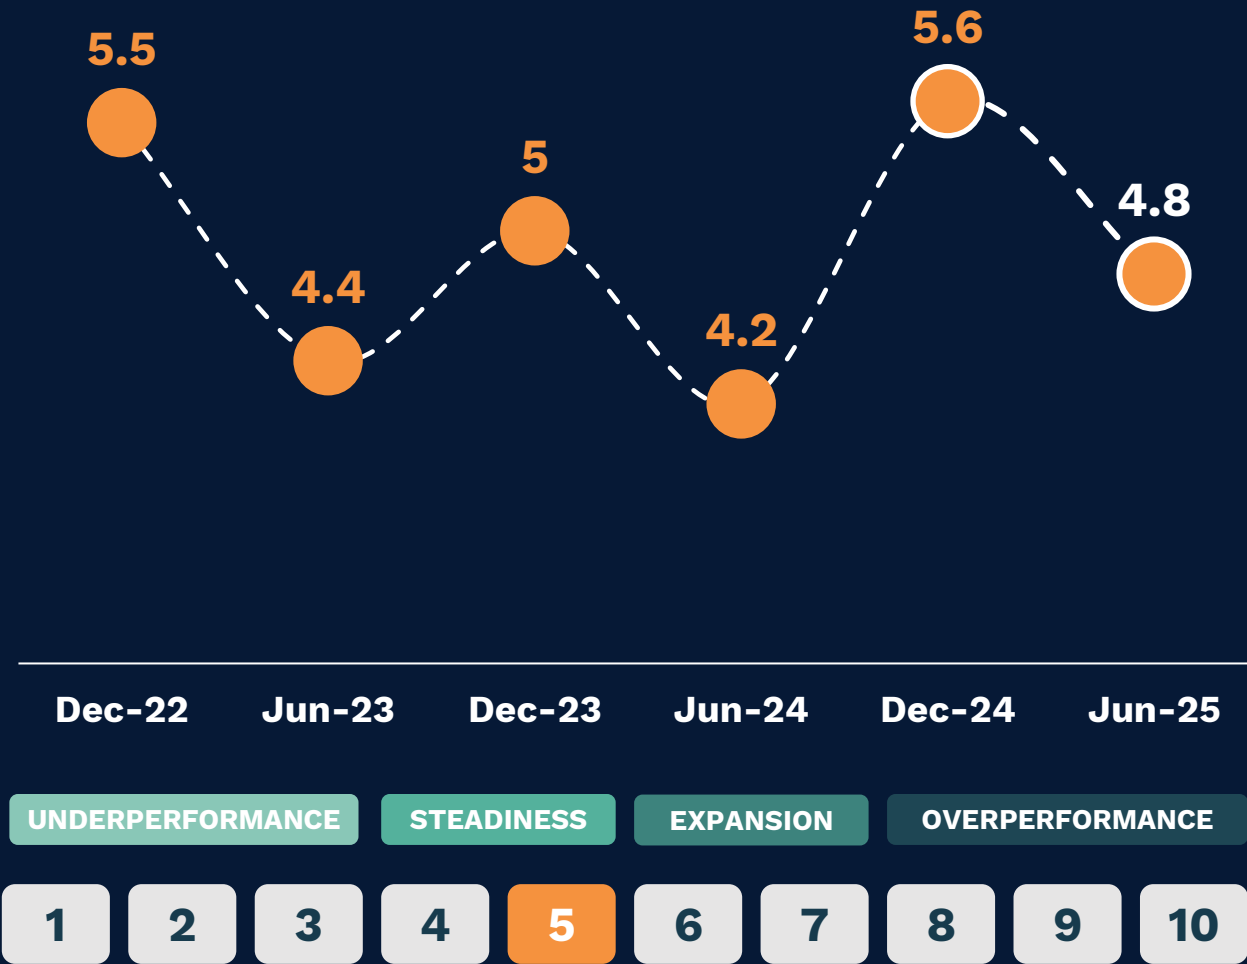 5.5
4.4
5
4.2
5.6
4.8
Dec-22 Jun-23 Dec-23 Jun-24 Dec-24 Jun-25
UNDERPERFORMANCE STEADINESS EXPANSION OVERPERFORMANCE
1 2 3 4 5 6 7 8 9 10